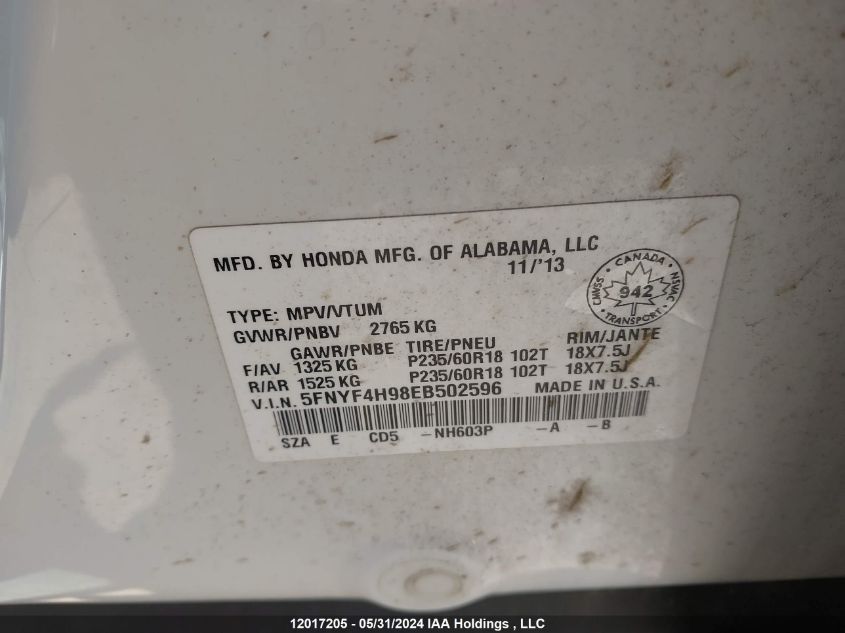 MFD. BY HONDA MFG. OF ALABAMA, LLC
11/'13
CANADA
CMVSS 942 NSVAC
TRANSPORT
TYPE: MPV/VTUM
GVWR/PNBV 2765 KG
GAWR/PNBE TIRE/PNEU RIM/JANTE
F/AV 1325 KG P235/60R18 102T 18X7.5J
R/AR 1525 KG P235/60R18 102T 18X7.5J
V.I.N. 5FNYF4H98EB502596 MADE IN U.S.A.
SZA E CD5 -NH603P -A -B
12017205 - 05/31/2024 IAA Holdings , LLC